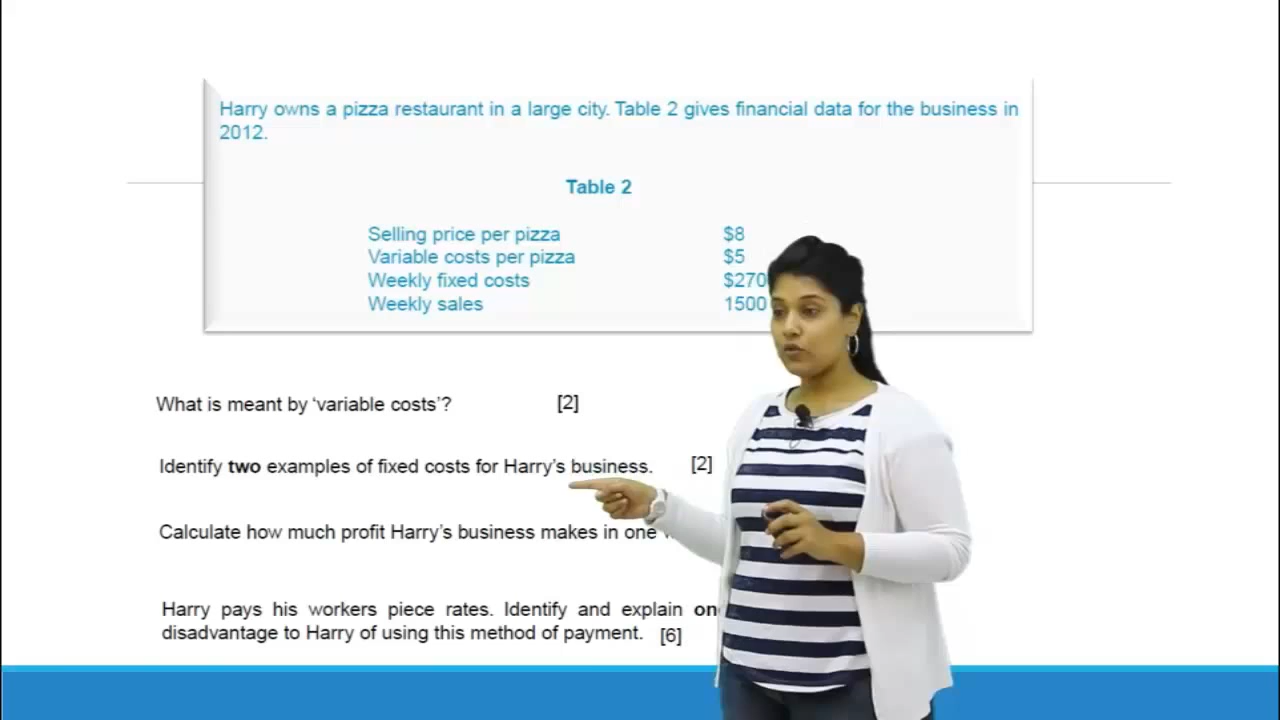 Harry owns a pizza restaurant in a large city. Table 2 gives financial data for the business in
2012.
Table 2
Selling price per pizza $8
Variable costs per pizza $5
Weekly fixed costs $270
Weekly sales 1500
What is meant by ‘variable costs’? [2]
Identify two examples of fixed costs for Harry’s business. [2]
Calculate how much profit Harry’s business makes in one
Harry pays his workers piece rates. Identify and explain
disadvantage to Harry of using this method of payment. [6]